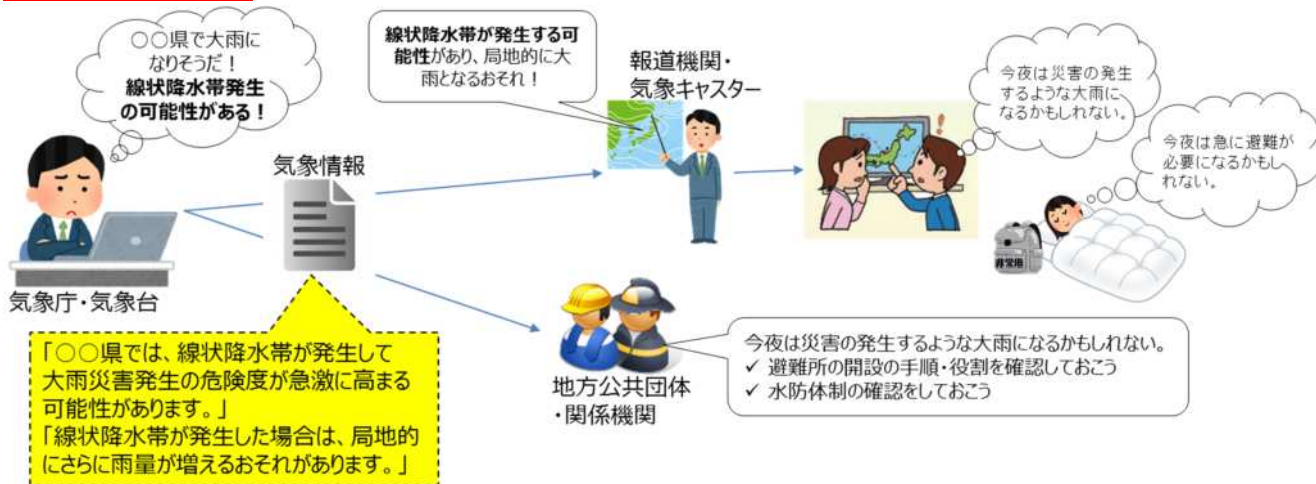 ○○県で大雨に
なりそうだ！
線状降水帯発生
の可能性がある！
気象庁・気象台
気象情報
「○○県では、線状降水帯が発生して
大雨災害発生の危険度が急激に高まる
可能性があります。」
「線状降水帯が発生した場合は、局地的
にさらに雨量が増えるおそれがあります。」
線状降水帯が発生する可
能性があり、局地的に大
雨となるおそれ！
報道機関・
気象キャスター
今夜は災害の発生
するような大雨に
なるかもしれない。
今夜は急に避難が
必要になるかもし
れない。
非常用
地方公共団体
・関係機関
今夜は災害の発生するような大雨になるかもしれない。
✓ 避難所の開設の手順・役割を確認しておこう
✓ 水防体制の確認をしておこう